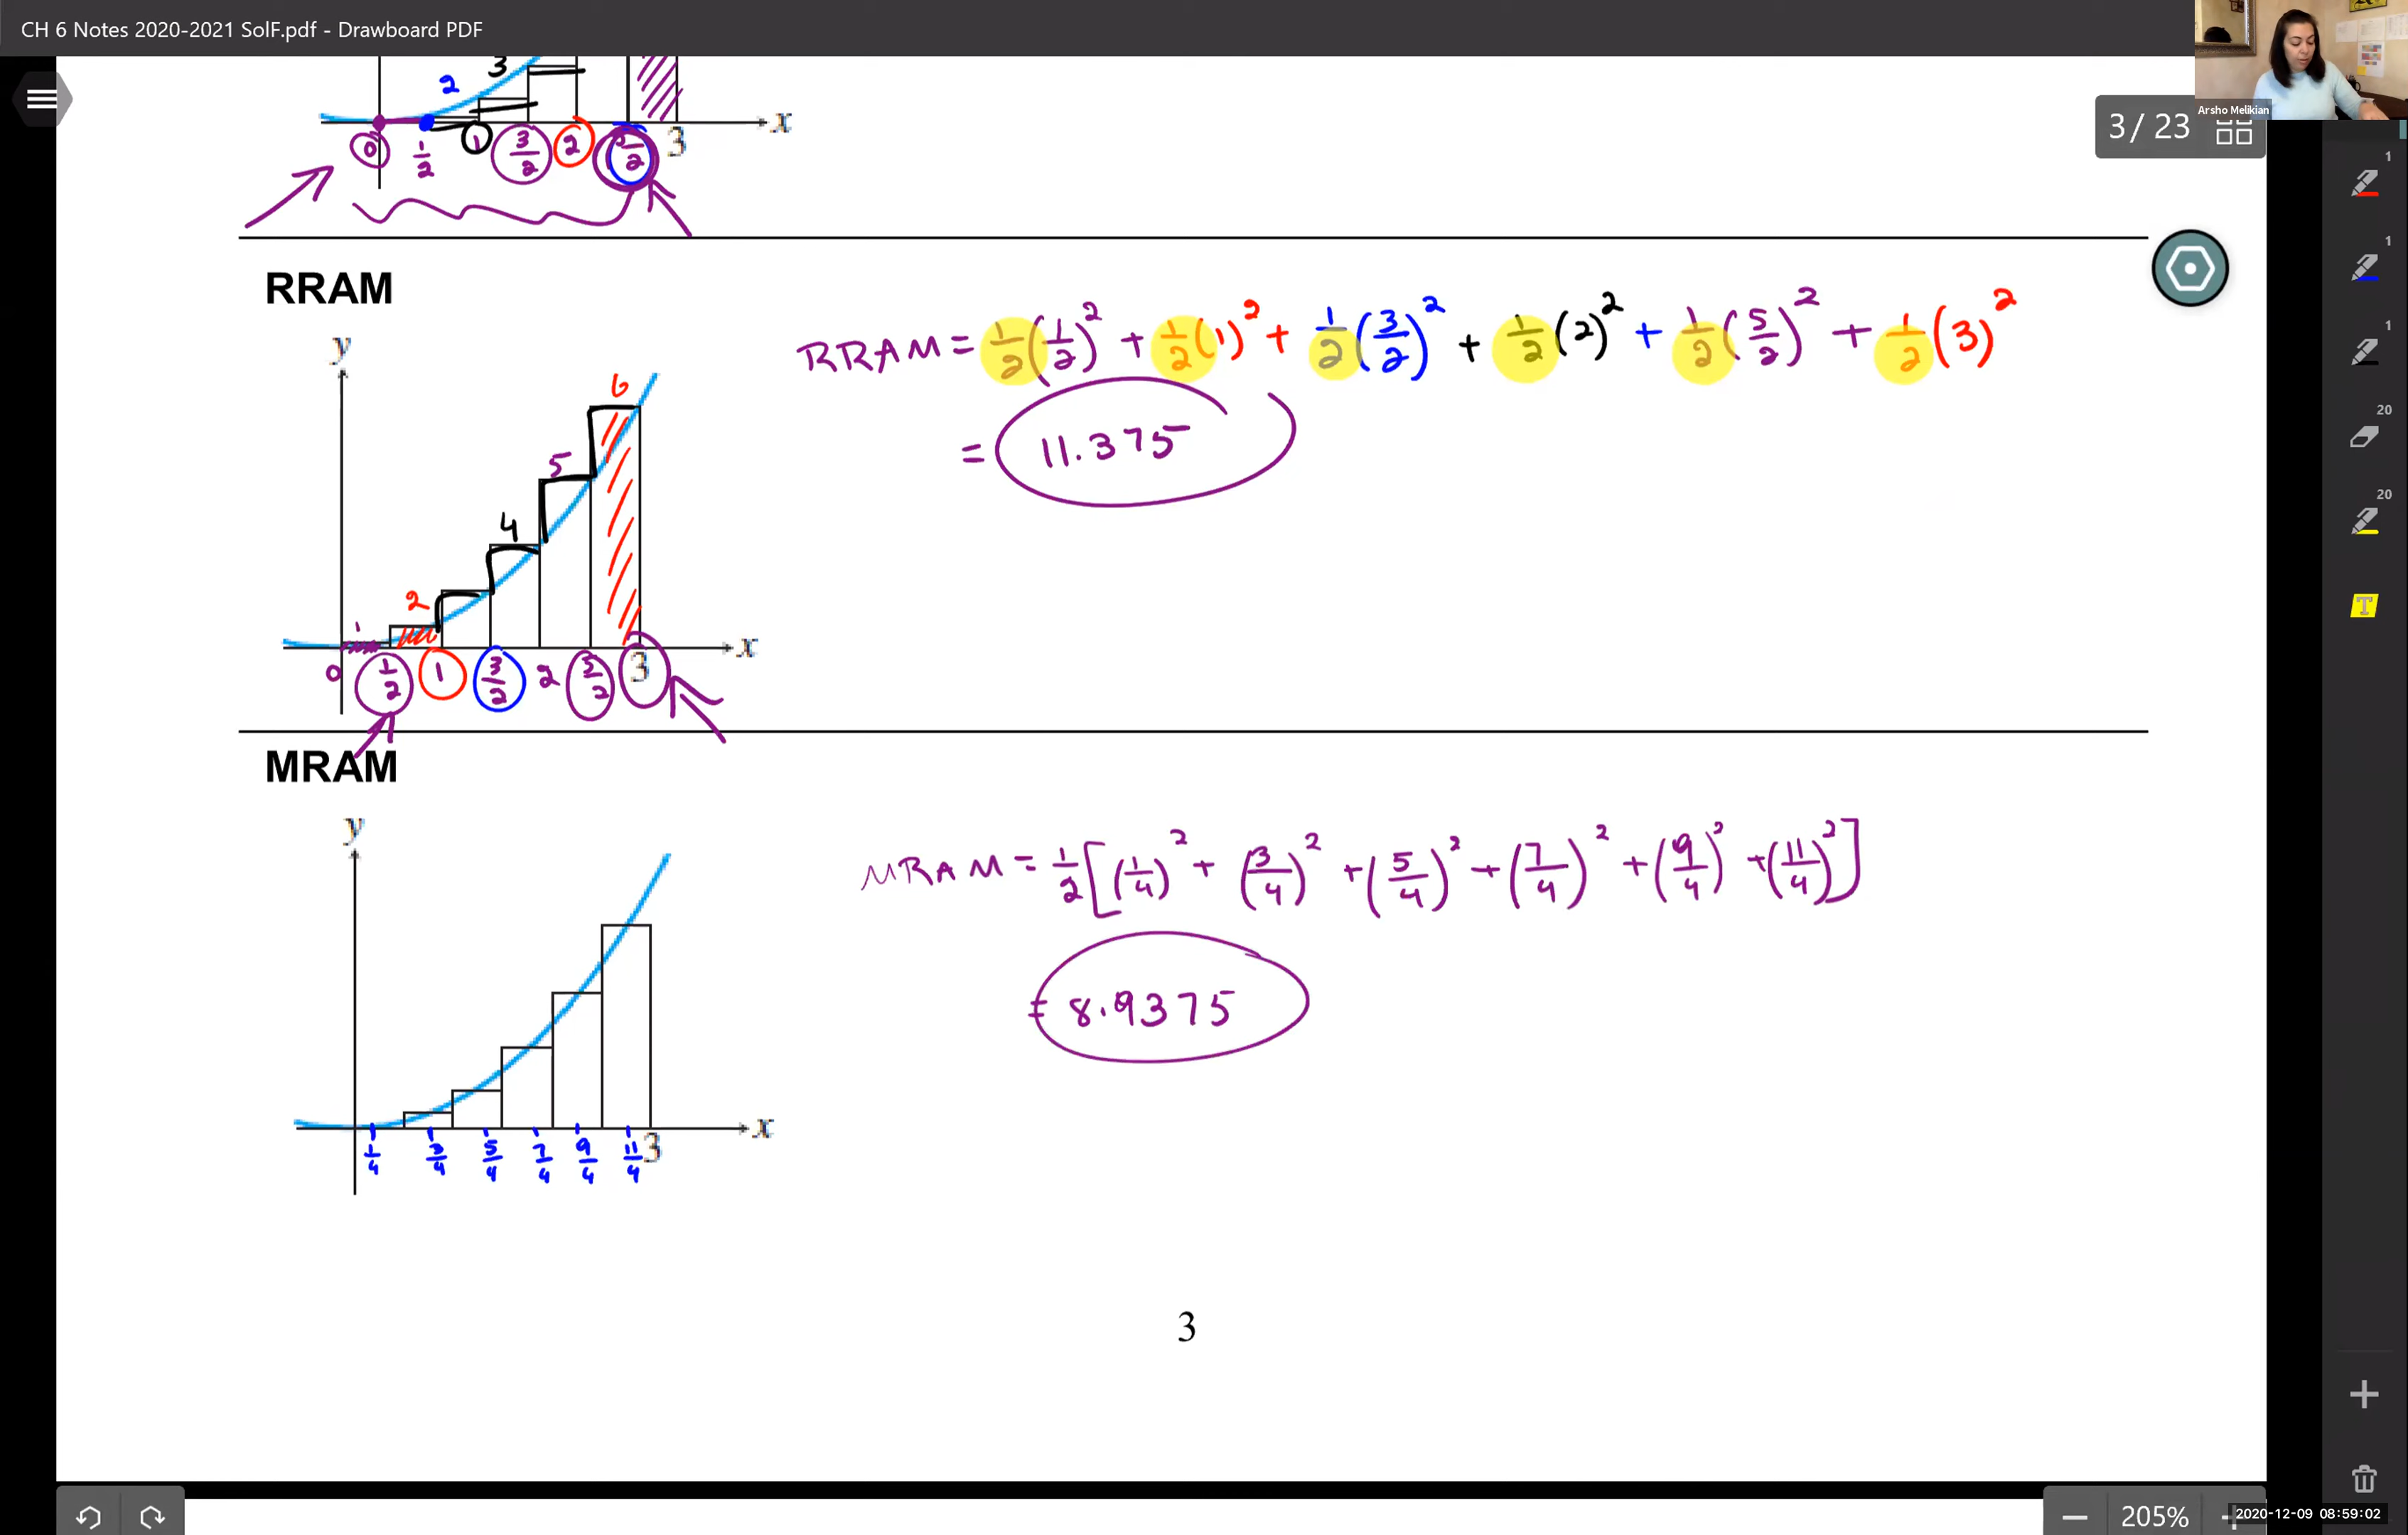 CH 6 Notes 2020-2021 SolF.pdf - Drawboard PDF
Arsho Melikian
3 / 23
2 3
0 1/2 1 3/2 2 5/2 3 x
RRAM
RRAM = 1/2(1/2)² + 1/2(1)² + 1/2(3/2)² + 1/2(2)² + 1/2(5/2)² + 1/2(3)²
= 11.375
y
1 2 4 5 6
0 1/2 1 3/2 2 5/2 3 x
MRAM
MRAM = 1/2[(1/4)² + (3/4)² + (5/4)² + (7/4)² + (9/4)² + (11/4)²]
= 8.9375
y
1/4 3/4 5/4 7/4 9/4 11/4 3 x
3
1
1
1
20
20
T
205%
2020-12-09 08:59:02